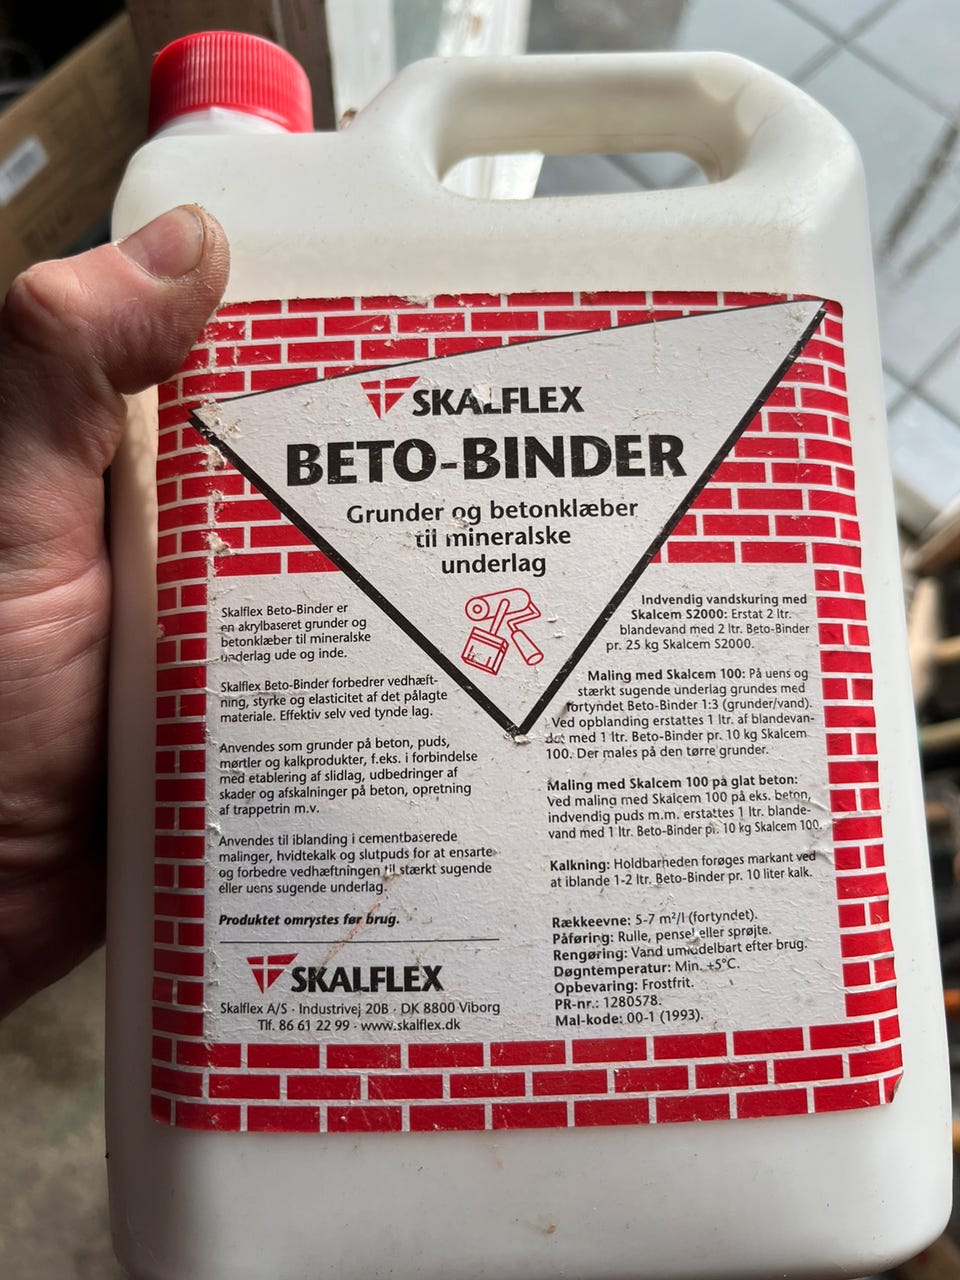 SKALFLEX
BETO-BINDER
Grunder og betonklæber
til mineralske
underlag
Skalflex Beto-Binder er
en akrylbaseret grunder og
betonklæber til mineralske
underlag ude og inde.
Skalflex Beto-Binder forbedrer vedhæft-
ning, styrke og elasticitet af det pålagte
materiale. Effektiv selv ved tynde lag.
Anvendes som grunder på beton, puds,
mørtler og kalkprodukter, f.eks. i forbindelse
med etablering af slidlag, udbedringer af
skader og afskalninger på beton, opretning
af trappetrin m.v.
Anvendes til iblanding i cementbaserede
malinger, hvidtekalk og slutpuds for at ensarte
og forbedre vedhæftningen til stærkt sugende
eller uens sugende underlag.
Produktet omrystes før brug.
SKALFLEX
Skalflex A/S · Industrivej 20B · DK 8800 Viborg
Tlf. 86 61 22 99 · www.skalflex.dk
Indvendig vandskuring med
Skalcem S2000: Erstat 2 ltr.
blandevand med 2 ltr. Beto-Binder
pr. 25 kg Skalcem S2000.
Maling med Skalcem 100: På uens og
stærkt sugende underlag grundes med
fortyndet Beto-Binder 1:3 (grunder/vand).
Ved opblanding erstattes 1 ltr. af blandevan-
det med 1 ltr. Beto-Binder pr. 10 kg Skalcem
100. Der males på den tørre grunder.
Maling med Skalcem 100 på glat beton:
Ved maling med Skalcem 100 på eks. beton,
indvendig puds m.m. erstattes 1 ltr. blande-
vand med 1 ltr. Beto-Binder pr. 10 kg Skalcem 100.
Kalkning: Holdbarneden forøges markant ved
at iblande 1-2 ltr. Beto-Binder pr. 10 liter kalk.
Rækkeevne: 5-7 m²/l (fortyndet).
Påføring: Rulle, pensel eller sprøjte.
Rengøring: Vand umiddelbart efter brug.
Døgntemperatur: Min. +5°C.
Opbevaring: Frostfrit.
PR-nr.: 1280578.
Mal-kode: 00-1 (1993).